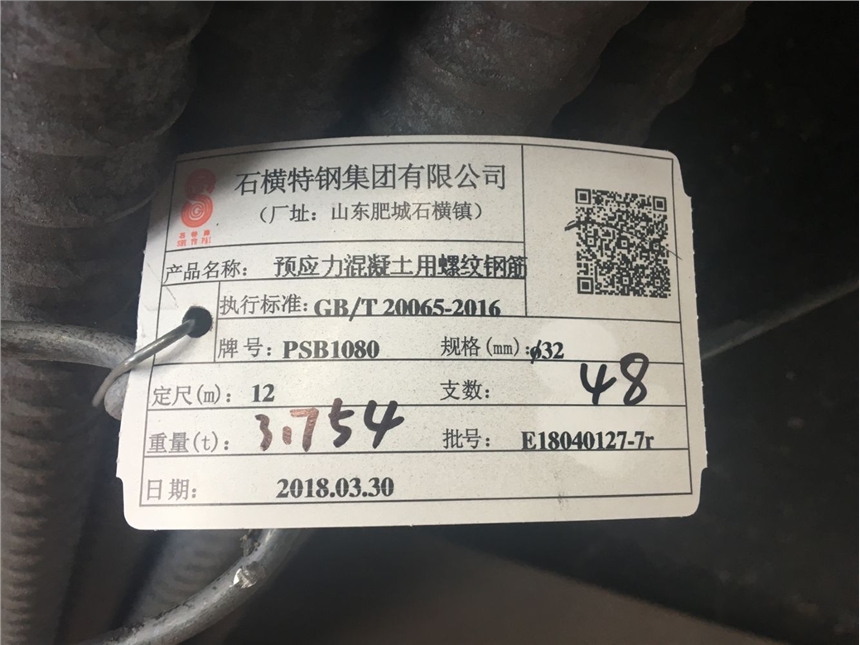 石横特钢集团有限公司
（厂址：山东肥城石横镇）
产品名称： 预应力混凝土用螺纹钢筋
执行标准：GB/T 20065-2016
牌号：PSB1080 规格(mm)：ϕ32
定尺(m)：12 支数： 48
重量(t)：3.754 批号： E18040127-7r
日期： 2018.03.30